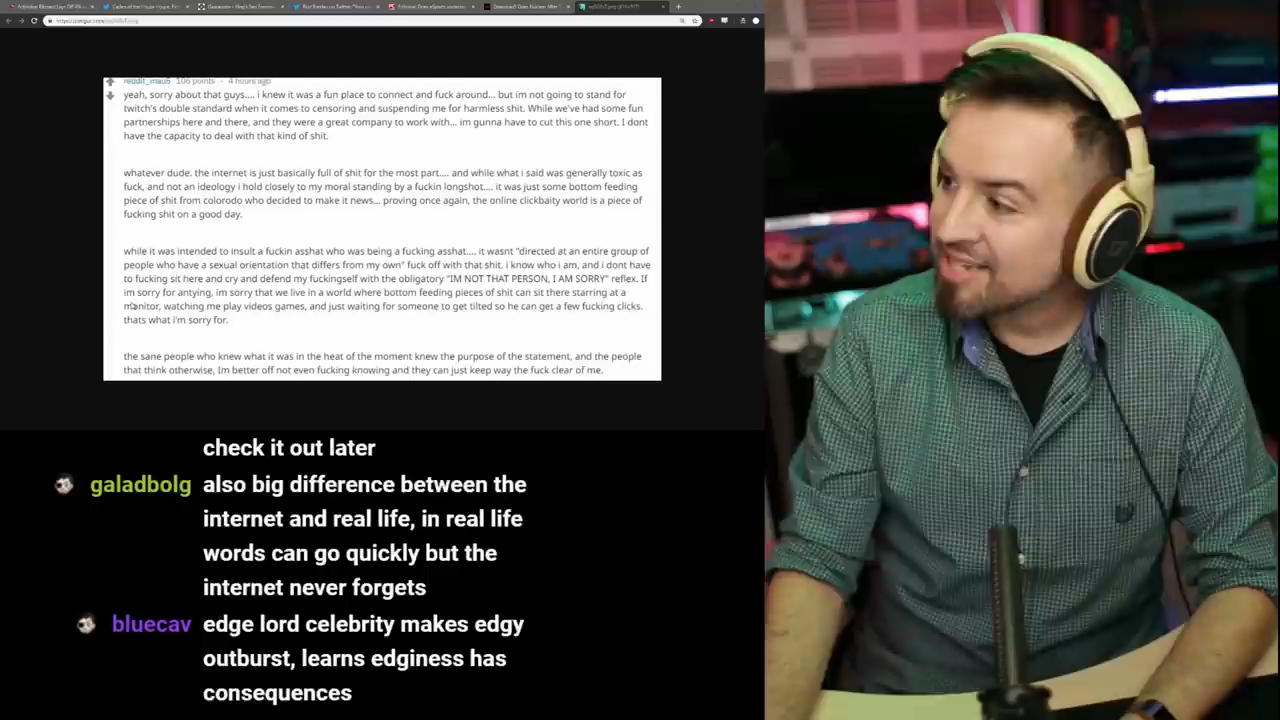 reddit_mau5 106 points · 4 hours ago
yeah, sorry about that guys.... i knew it was a fun place to connect and fuck around... but im not going to stand for
twitch's double standard when it comes to censoring and suspending me for harmless shit. While we've had some fun
partnerships here and there, and they were a great company to work with... im gunna have to cut this one short. I dont
have the capacity to deal with that kind of shit.
whatever dude. the internet is just basically full of shit for the most part.... and while what i said was generally toxic as
fuck, and not an ideology i hold closely to my moral standing by a fuckin longshot.... it was just some bottom feeding
piece of shit from colorodo who decided to make it news... proving once again, the online clickbaity world is a piece of
fucking shit on a good day.
while it was intended to insult a fuckin asshat who was being a fucking asshat.... it wasnt "directed at an entire group of
people who have a sexual orientation that differs from my own" fuck off with that shit. i know who i am, and i dont have
to fucking sit here and cry and defend my fuckingself with the obligatory "IM NOT THAT PERSON, I AM SORRY" reflex. If
im sorry for antying, im sorry that we live in a world where bottom feeding pieces of shit can sit there starring at a
monitor, watching me play videos games, and just waiting for someone to get tilted so he can get a few fucking clicks.
thats what i'm sorry for.
the sane people who knew what it was in the heat of the moment knew the purpose of the statement, and the people
that think otherwise, Im better off not even fucking knowing and they can just keep way the fuck clear of me.
check it out later
galadbolg also big difference between the
internet and real life, in real life
words can go quickly but the
internet never forgets
bluecav edge lord celebrity makes edgy
outburst, learns edginess has
consequences